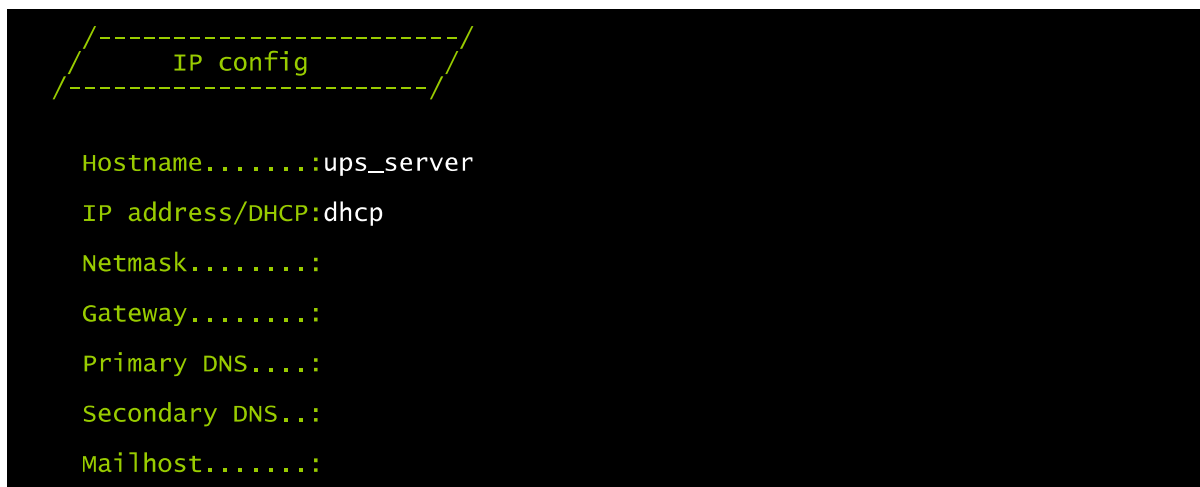 /------------------------/
/ IP config /
/------------------------/
Hostname.......:ups_server
IP address/DHCP:dhcp
Netmask........:
Gateway........:
Primary DNS....:
Secondary DNS..:
Mailhost.......: